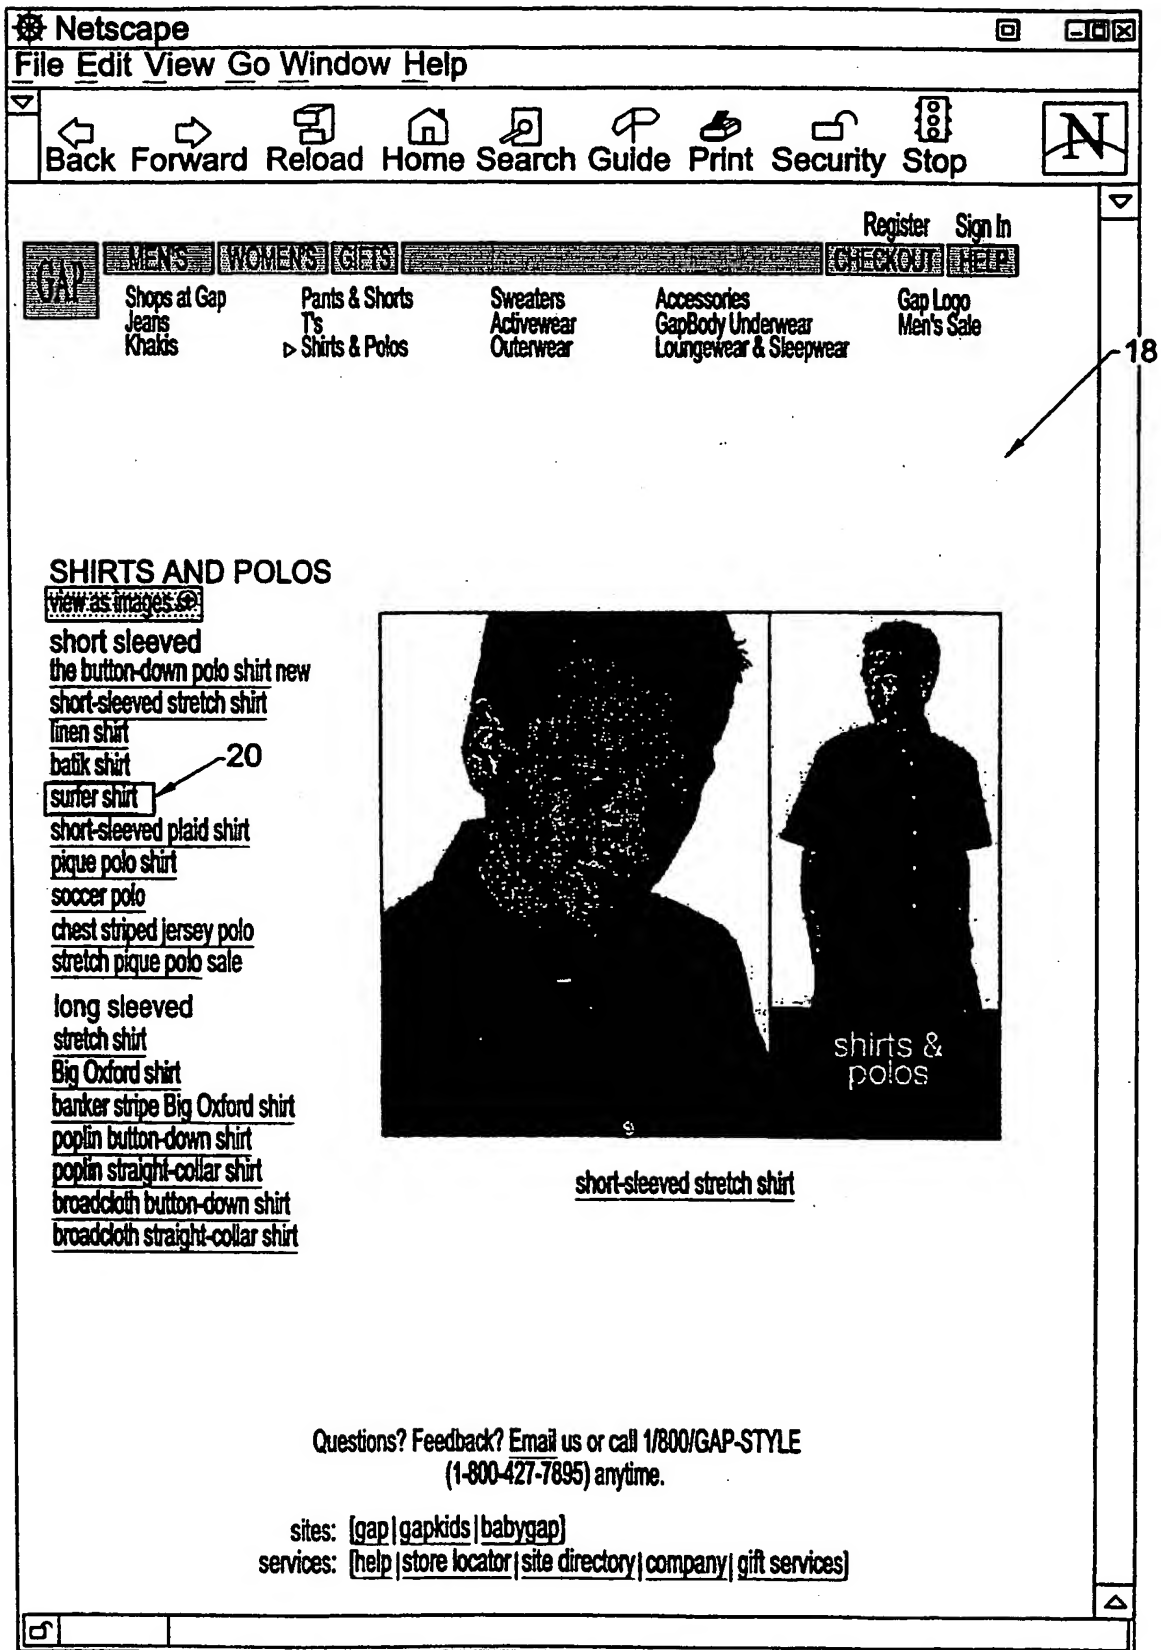 Netscape
File Edit View Go Window Help
Back Forward Reload Home Search Guide Print Security Stop
N
Register Sign In
GAP MEN'S WOMEN'S GIFTS CHECKOUT HELP
Shops at Gap Pants & Shorts Sweaters Accessories Gap Logo
Jeans T's Activewear GapBody Underwear Men's Sale
Khakis Shirts & Polos Outerwear Loungewear & Sleepwear
18
SHIRTS AND POLOS
view as images
short sleeved
the button-down polo shirt new
short-sleeved stretch shirt
linen shirt
batik shirt
20
surfer shirt
short-sleeved plaid shirt
pique polo shirt
soccer polo
chest striped jersey polo
stretch pique polo sale
long sleeved
stretch shirt
Big Oxford shirt
banker stripe Big Oxford shirt
poplin button-down shirt
poplin straight-collar shirt
broadcloth button-down shirt
broadcloth straight-collar shirt
shirts &
polos
9
short-sleeved stretch shirt
Questions? Feedback? Email us or call 1/800/GAP-STYLE
(1-800-427-7895) anytime.
sites: [gap|gapkids|babygap]
services: [help|store locator|site directory|company|gift services]